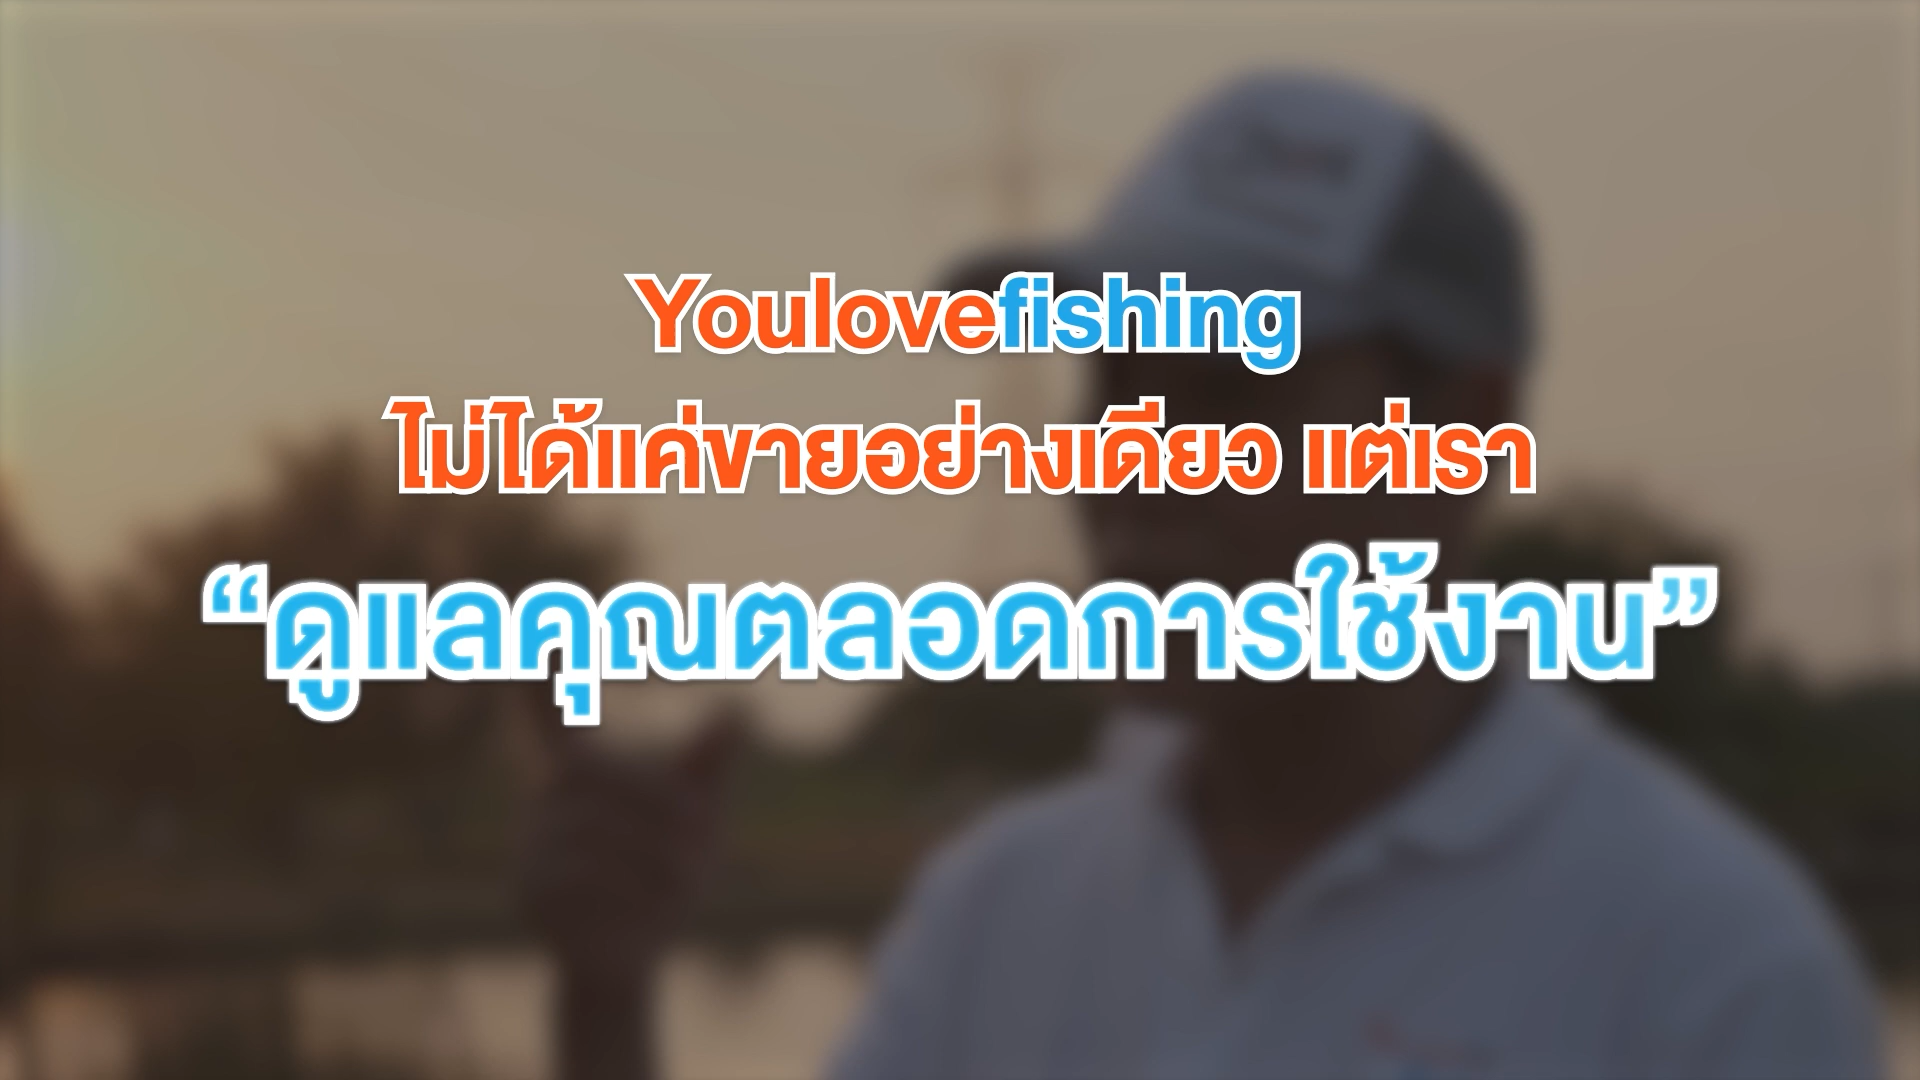 Youlovefishing
ไม่ได้แค่ขายอย่างเดียว แต่เรา
“ดูแลคุณตลอดการใช้งาน”